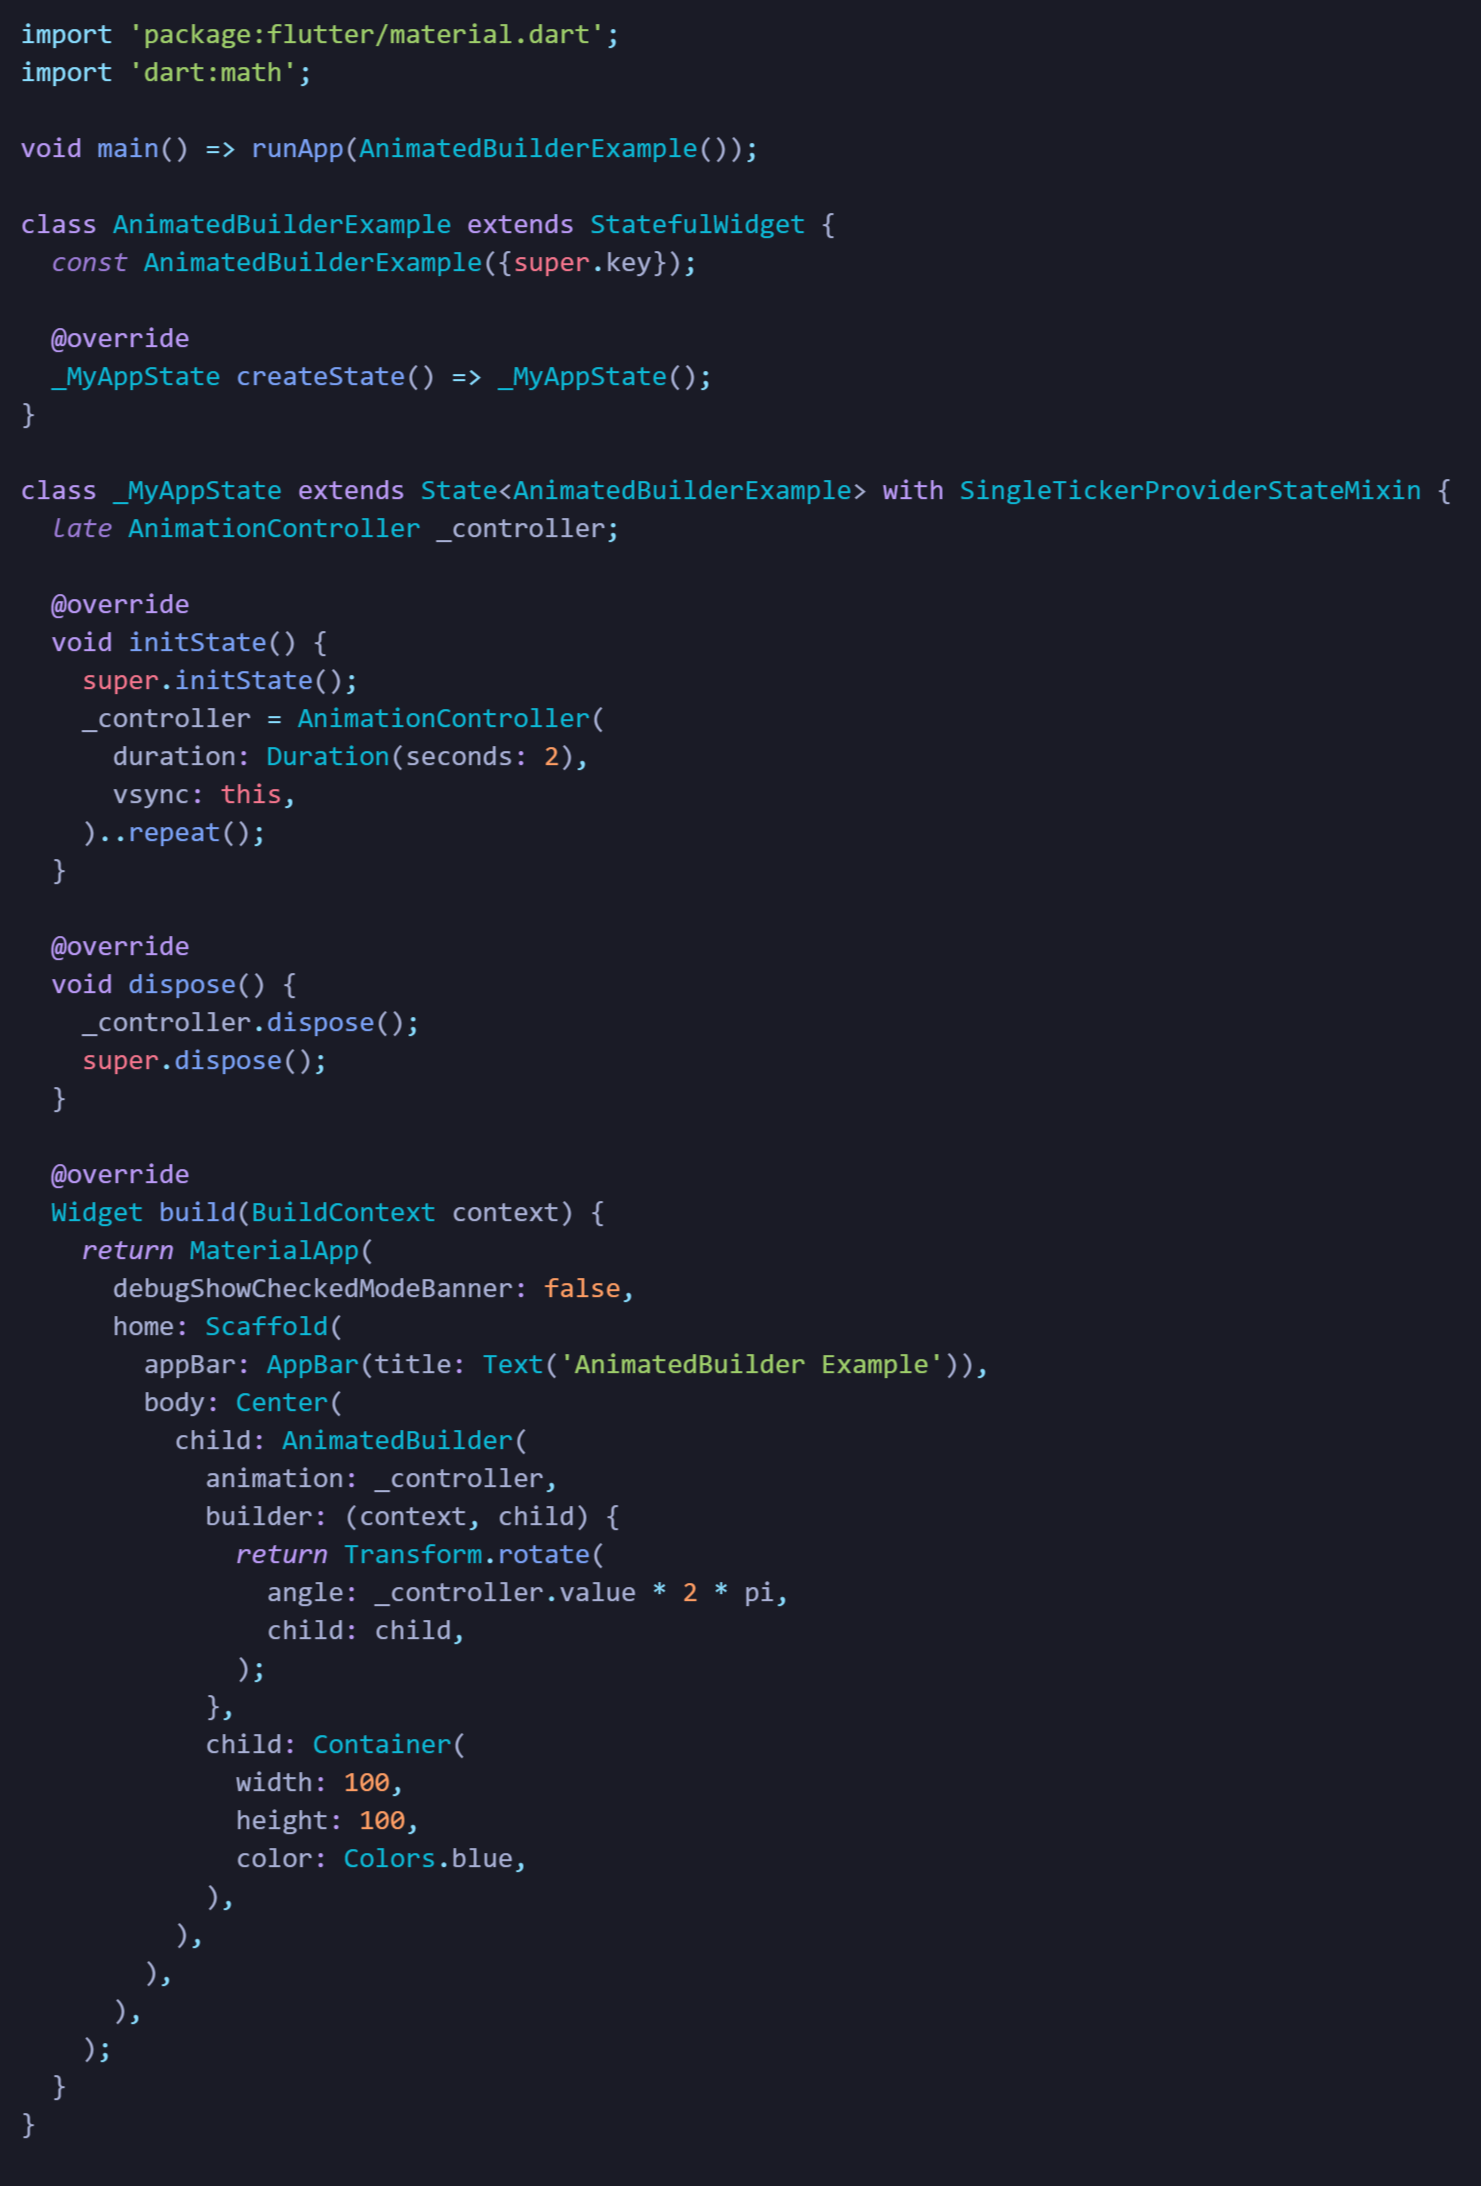 import 'package:flutter/material.dart';
import 'dart:math';

void main() => runApp(AnimatedBuilderExample());

class AnimatedBuilderExample extends StatefulWidget {
  const AnimatedBuilderExample({super.key});

  @override
  _MyAppState createState() => _MyAppState();
}

class _MyAppState extends State<AnimatedBuilderExample> with SingleTickerProviderStateMixin {
  late AnimationController _controller;

  @override
  void initState() {
    super.initState();
    _controller = AnimationController(
      duration: Duration(seconds: 2),
      vsync: this,
    )..repeat();
  }

  @override
  void dispose() {
    _controller.dispose();
    super.dispose();
  }

  @override
  Widget build(BuildContext context) {
    return MaterialApp(
      debugShowCheckedModeBanner: false,
      home: Scaffold(
        appBar: AppBar(title: Text('AnimatedBuilder Example')),
        body: Center(
          child: AnimatedBuilder(
            animation: _controller,
            builder: (context, child) {
              return Transform.rotate(
                angle: _controller.value * 2 * pi,
                child: child,
              );
            },
            child: Container(
              width: 100,
              height: 100,
              color: Colors.blue,
            ),
          ),
        ),
      ),
    );
  }
}